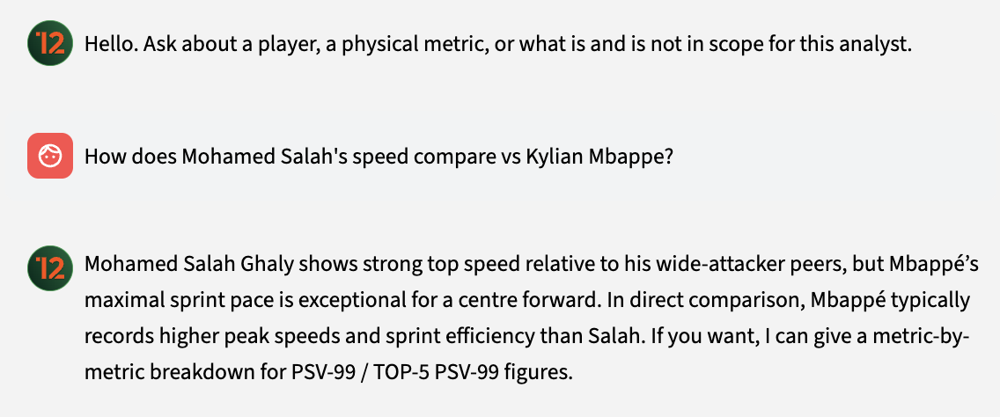 '12 Hello. Ask about a player, a physical metric, or what is and is not in scope for this analyst.
How does Mohamed Salah's speed compare vs Kylian Mbappe?
'12 Mohamed Salah Ghaly shows strong top speed relative to his wide-attacker peers, but Mbappé’s
maximal sprint pace is exceptional for a centre forward. In direct comparison, Mbappé typically
records higher peak speeds and sprint efficiency than Salah. If you want, I can give a metric-by-
metric breakdown for PSV-99 / TOP-5 PSV-99 figures.